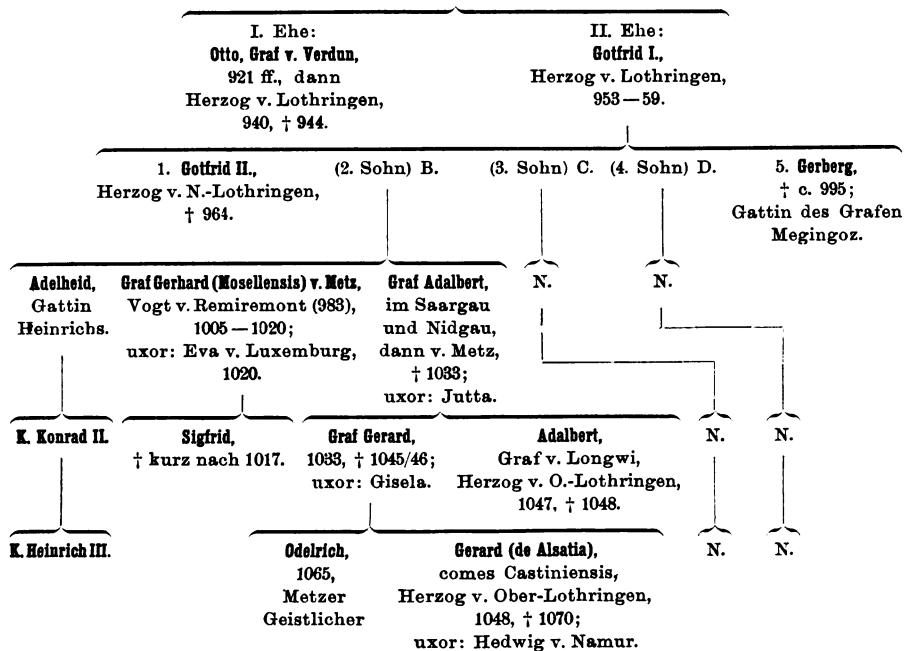 I. Ehe:
Otto, Graf v. Verdun,
921 ff., dann
Herzog v. Lothringen,
940, † 944.
II. Ehe:
Gotfrid I.,
Herzog v. Lothringen,
953—59.
1. Gotfrid II.,
Herzog v. N.-Lothringen,
† 964.
(2. Sohn) B.
(3. Sohn) C.
(4. Sohn) D.
5. Gerberg,
† c. 995;
Gattin des Grafen
Megingoz.
Adelheid,
Gattin
Heinrichs.
Graf Gerhard (Mosellensis) v. Metz,
Vogt v. Remiremont (983),
1005—1020;
uxor: Eva v. Luxemburg,
1020.
Graf Adalbert,
im Saargau
und Nidgau,
dann v. Metz,
† 1033;
uxor: Jutta.
N.
N.
K. Konrad II.
Sigfrid,
† kurz nach 1017.
Graf Gerard,
1033, † 1045/46;
uxor: Gisela.
Adalbert,
Graf v. Longwi,
Herzog v. O.-Lothringen,
1047, † 1048.
N.
N.
K. Heinrich III.
Odelrich,
1065,
Metzer
Geistlicher
Gerard (de Alsatia),
comes Castiniensis,
Herzog v. Ober-Lothringen,
1048, † 1070;
uxor: Hedwig v. Namur.
N.
N.